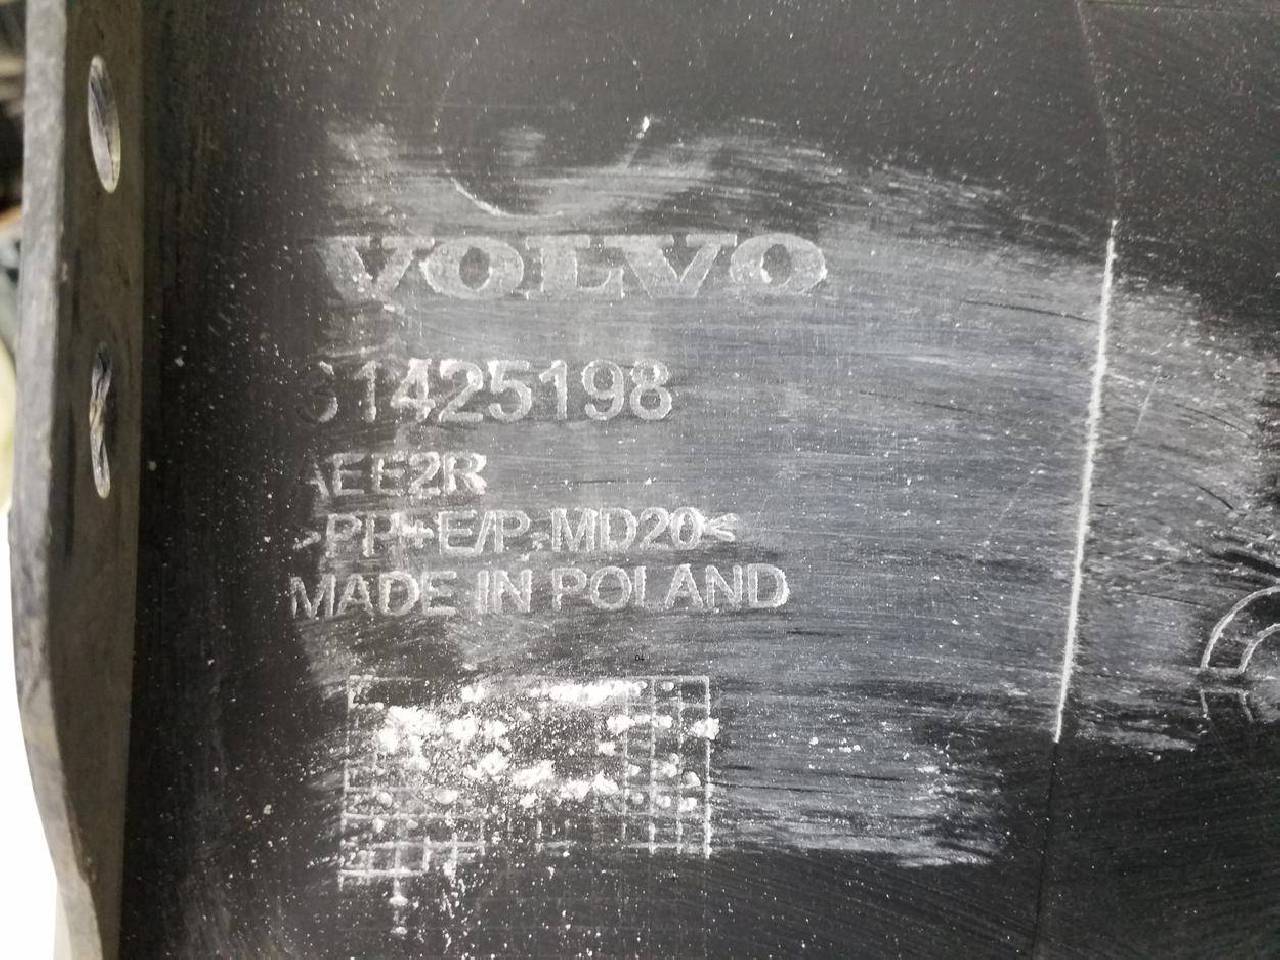 VOLVO
31425198
AEE2R
>PP+E/P-MD20<
MADE IN POLAND